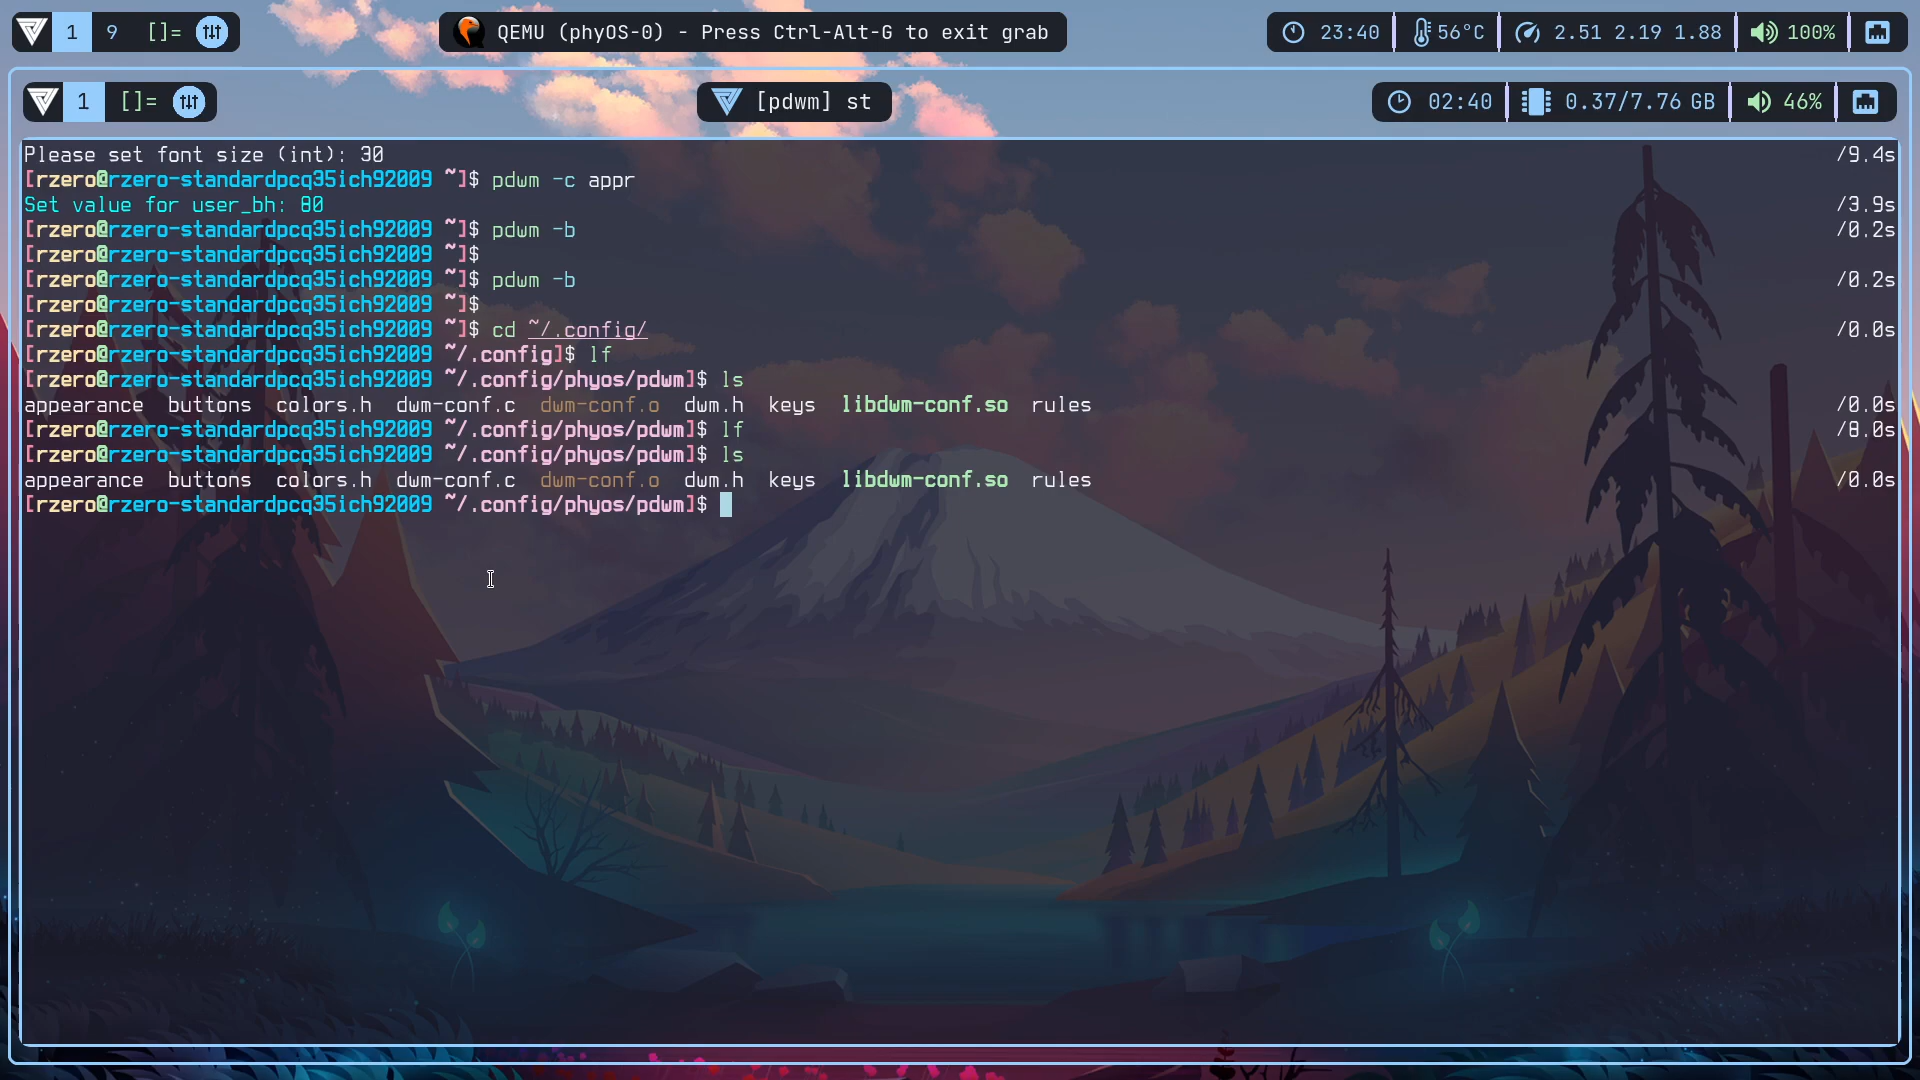 1 9 []= QEMU (phyOS-0) - Press Ctrl-Alt-G to exit grab 23:40 56°C 2.51 2.19 1.88 100%
1 []= [pdwm] st 02:40 0.37/7.76 GB 46%
Please set font size (int): 30 /9.4s
[rzero@rzero-standardpcq35ich92009 ~]$ pdwm -c appr
Set value for user_bh: 80 /3.9s
[rzero@rzero-standardpcq35ich92009 ~]$ pdwm -b /0.2s
[rzero@rzero-standardpcq35ich92009 ~]$
[rzero@rzero-standardpcq35ich92009 ~]$ pdwm -b /0.2s
[rzero@rzero-standardpcq35ich92009 ~]$
[rzero@rzero-standardpcq35ich92009 ~]$ cd ~/.config/ /0.0s
[rzero@rzero-standardpcq35ich92009 ~/.config]$ lf
[rzero@rzero-standardpcq35ich92009 ~/.config/phyos/pdwm]$ ls
appearance buttons colors.h dwm-conf.c dwm-conf.o dwm.h keys libdwm-conf.so rules /0.0s
[rzero@rzero-standardpcq35ich92009 ~/.config/phyos/pdwm]$ lf /8.0s
[rzero@rzero-standardpcq35ich92009 ~/.config/phyos/pdwm]$ ls
appearance buttons colors.h dwm-conf.c dwm-conf.o dwm.h keys libdwm-conf.so rules /0.0s
[rzero@rzero-standardpcq35ich92009 ~/.config/phyos/pdwm]$